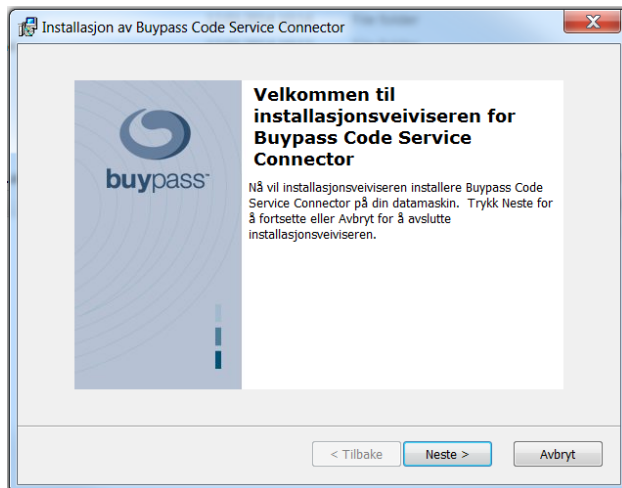 Installasjon av Buypass Code Service Connector
Velkommen til
installasjonsveiviseren for
Buypass Code Service
Connector
buypass™
Nå vil installasjonsveiviseren installere Buypass Code
Service Connector på din datamaskin. Trykk Neste for
å fortsette eller Avbryt for å avslutte
installasjonsveiviseren.
< Tilbake
Neste >
Avbryt